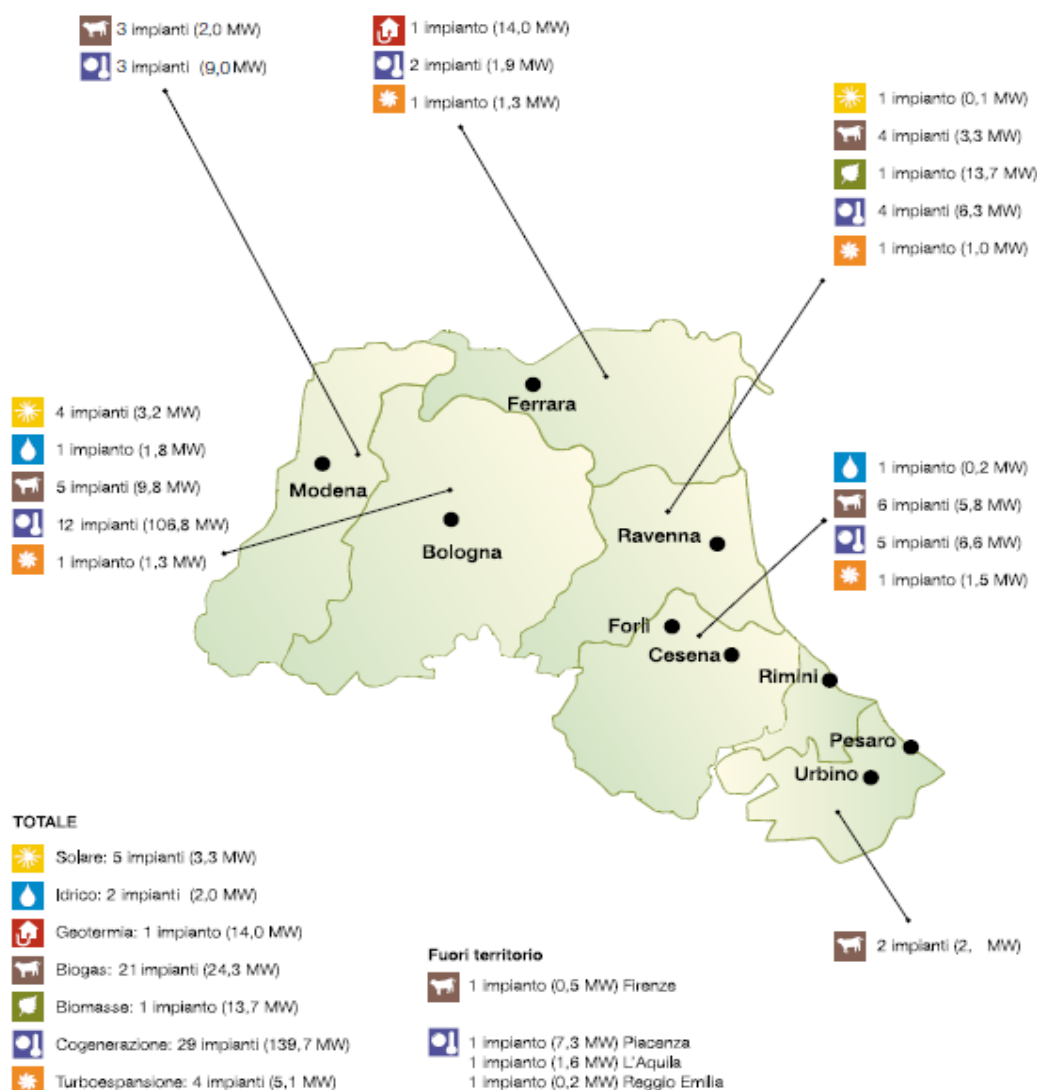 3 impianti (2,0 MW)
3 impianti (9,0 MW)
1 impianto (14,0 MW)
2 impianti (1,9 MW)
1 impianto (1,3 MW)
1 impianto (0,1 MW)
4 impianti (3,3 MW)
1 impianto (13,7 MW)
4 impianti (6,3 MW)
1 impianto (1,0 MW)
4 impianti (3,2 MW)
1 impianto (1,8 MW)
5 impianti (9,8 MW)
12 impianti (106,8 MW)
1 impianto (1,3 MW)
1 impianto (0,2 MW)
6 impianti (5,8 MW)
5 impianti (6,6 MW)
1 impianto (1,5 MW)
Ferrara
Modena
Bologna
Ravenna
Forlì
Cesena
Rimini
Pesaro
Urbino
2 impianti (2, MW)
TOTALE
Solare: 5 impianti (3,3 MW)
Idrico: 2 impianti (2,0 MW)
Geotermia: 1 impianto (14,0 MW)
Biogas: 21 impianti (24,3 MW)
Biomasse: 1 impianto (13,7 MW)
Cogenerazione: 29 impianti (139,7 MW)
Turboespansione: 4 impianti (5,1 MW)
Fuori territorio
1 impianto (0,5 MW) Firenze
1 impianto (7,3 MW) Piacenza
1 impianto (1,6 MW) L'Aquila
1 impianto (0,2 MW) Reggio Emilia